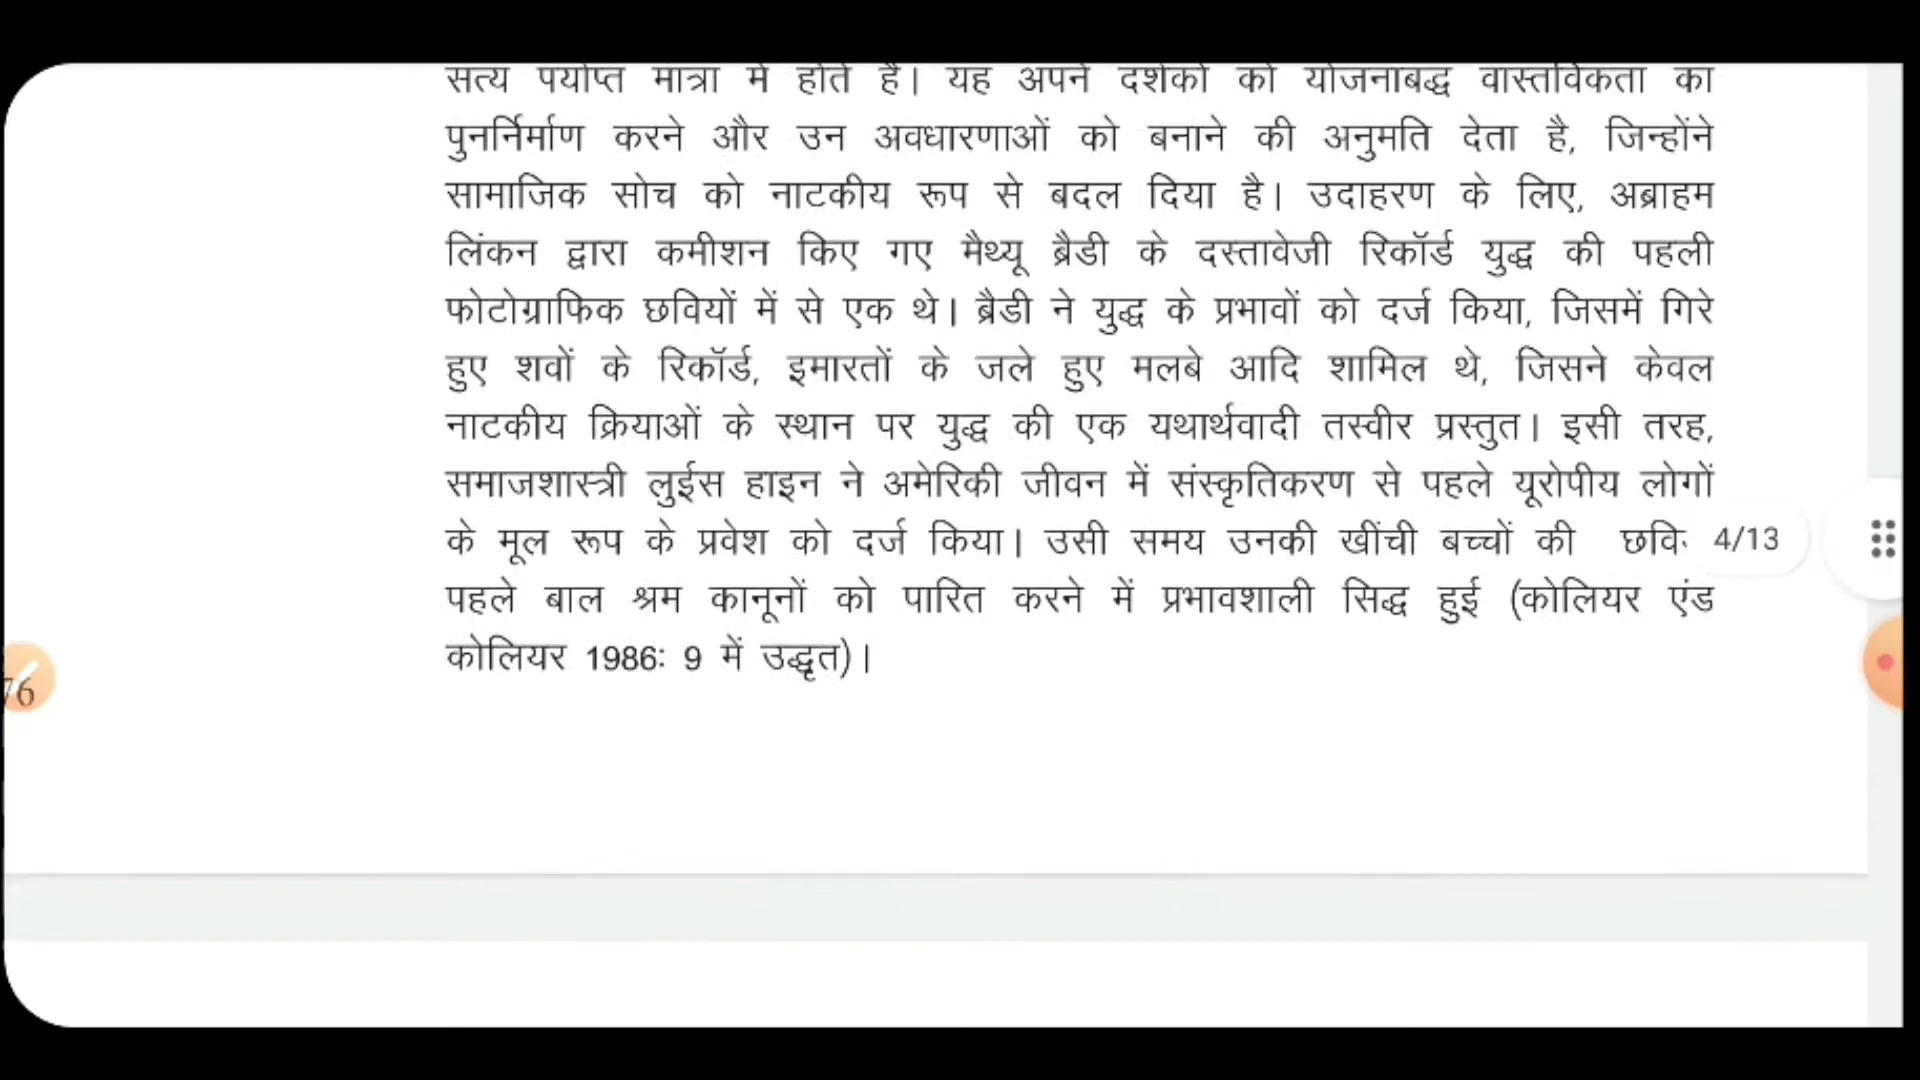 सत्य पर्याप्त मात्रा में होते हैं। यह अपने दर्शकों को योजनाबद्ध वास्तविकता का
पुनर्निर्माण करने और उन अवधारणाओं को बनाने की अनुमति देता है, जिन्होंने
सामाजिक सोच को नाटकीय रूप से बदल दिया है। उदाहरण के लिए, अब्राहम
लिंकन द्वारा कमीशन किए गए मैथ्यू ब्रैडी के दस्तावेजी रिकॉर्ड युद्ध की पहली
फोटोग्राफिक छवियों में से एक थे। ब्रैडी ने युद्ध के प्रभावों को दर्ज किया, जिसमें गिरे
हुए शवों के रिकॉर्ड, इमारतों के जले हुए मलबे आदि शामिल थे, जिसने केवल
नाटकीय क्रियाओं के स्थान पर युद्ध की एक यथार्थवादी तस्वीर प्रस्तुत। इसी तरह,
समाजशास्त्री लुईस हाइन ने अमेरिकी जीवन में संस्कृतिकरण से पहले यूरोपीय लोगों
के मूल रूप के प्रवेश को दर्ज किया। उसी समय उनकी खींची बच्चों की 4/13
पहले बाल श्रम कानूनों को पारित करने में प्रभावशाली सिद्ध हुई (कोलियर एंड
कोलियर 1986: 9 में उद्धृत)।
76